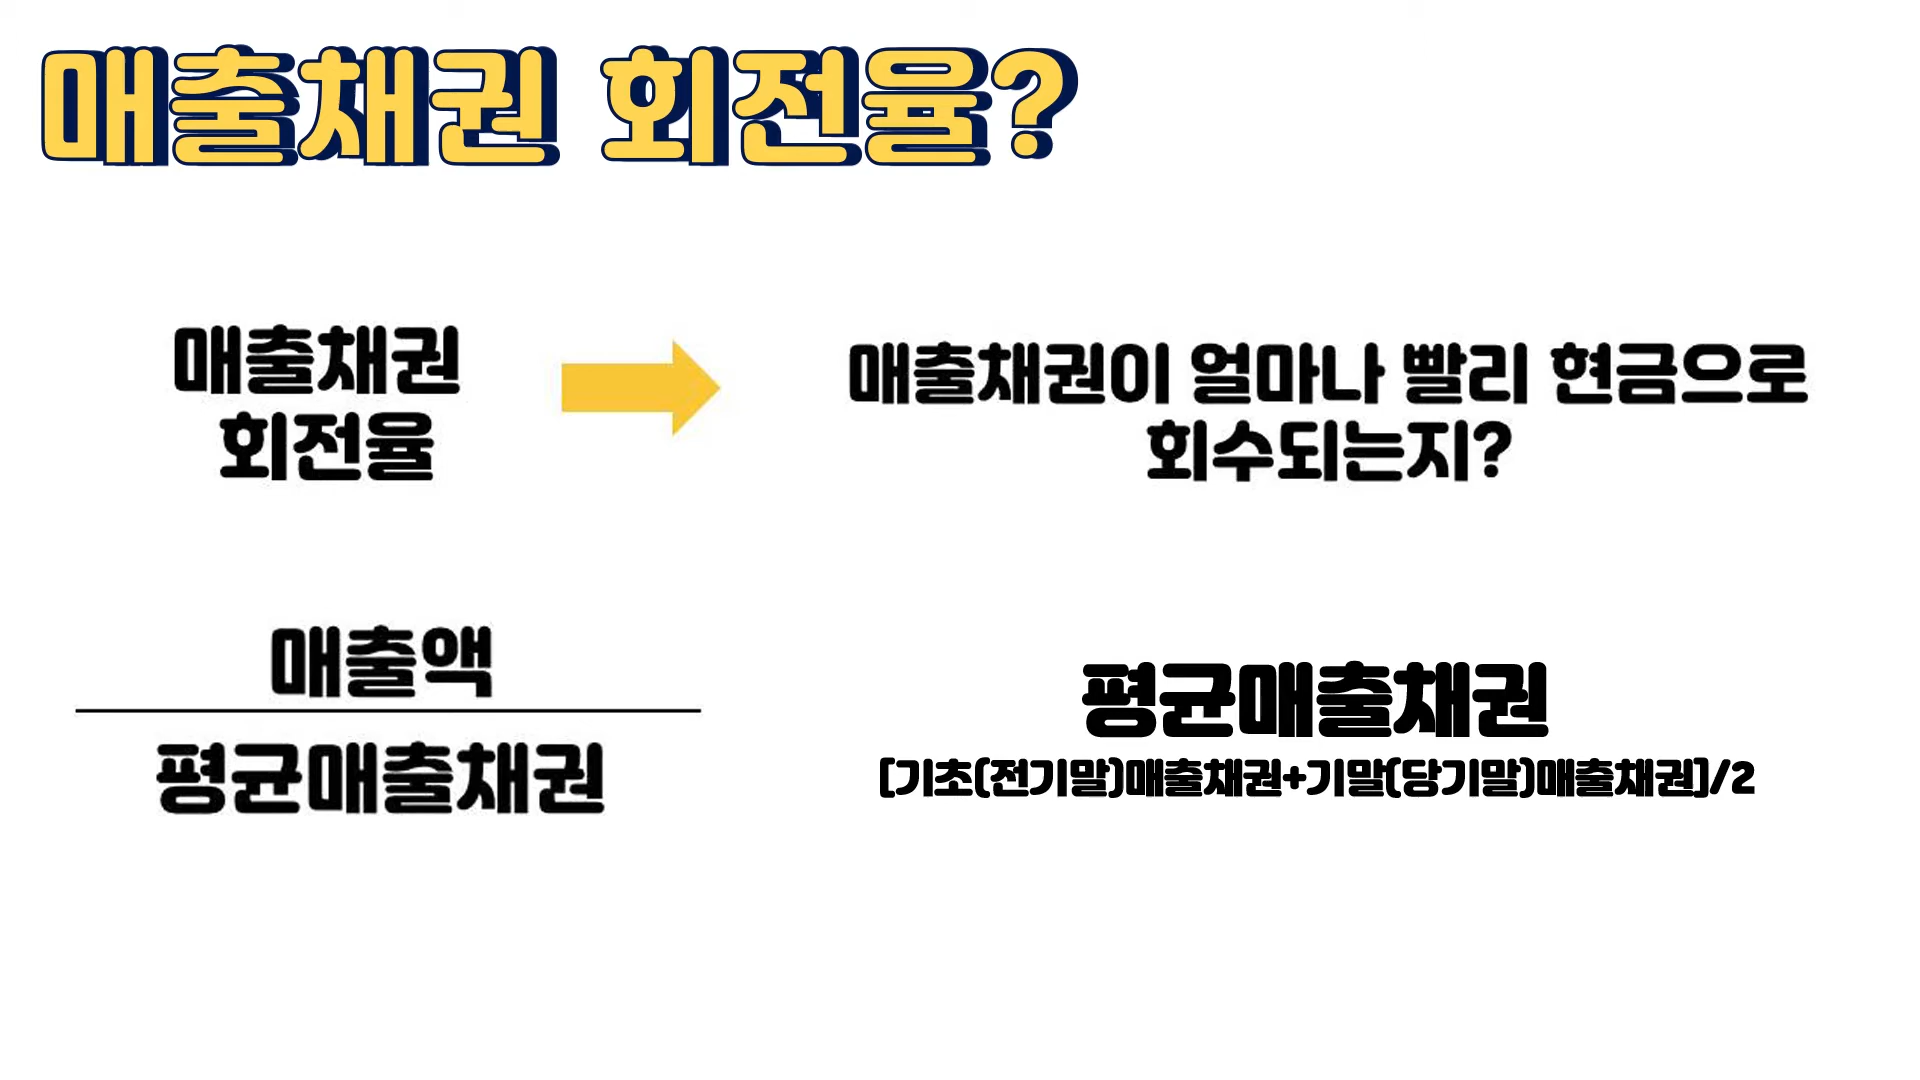 매출채권 회전율?
매출채권
회전율
매출채권이 얼마나 빨리 현금으로
회수되는지?
매출액
평균매출채권
평균매출채권
[기초(전기말)매출채권+기말(당기말)매출채권]/2